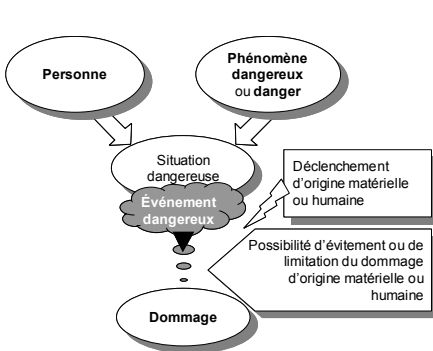 Personne
Phénomène
dangereux
ou danger
Situation
dangereuse
Événement
dangereux
Déclenchement
d'origine matérielle
ou humaine
Possibilité d'évitement ou de
limitation du dommage
d'origine matérielle ou
humaine
Dommage